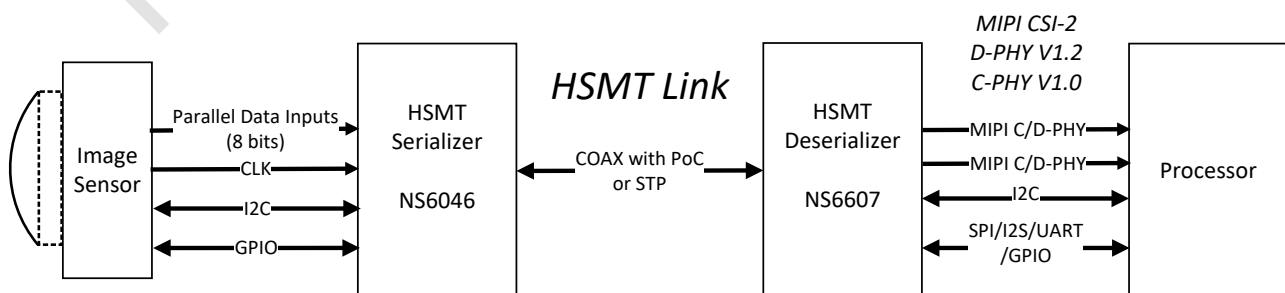 MIPI CSI-2
D-PHY V1.2
C-PHY V1.0
HSMT Link
Image
Sensor
Parallel Data Inputs
(8 bits)
CLK
I2C
GPIO
HSMT
Serializer
NS6046
COAX with PoC
or STP
HSMT
Deserializer
NS6607
MIPI C/D-PHY
MIPI C/D-PHY
I2C
SPI/I2S/UART
/GPIO
Processor